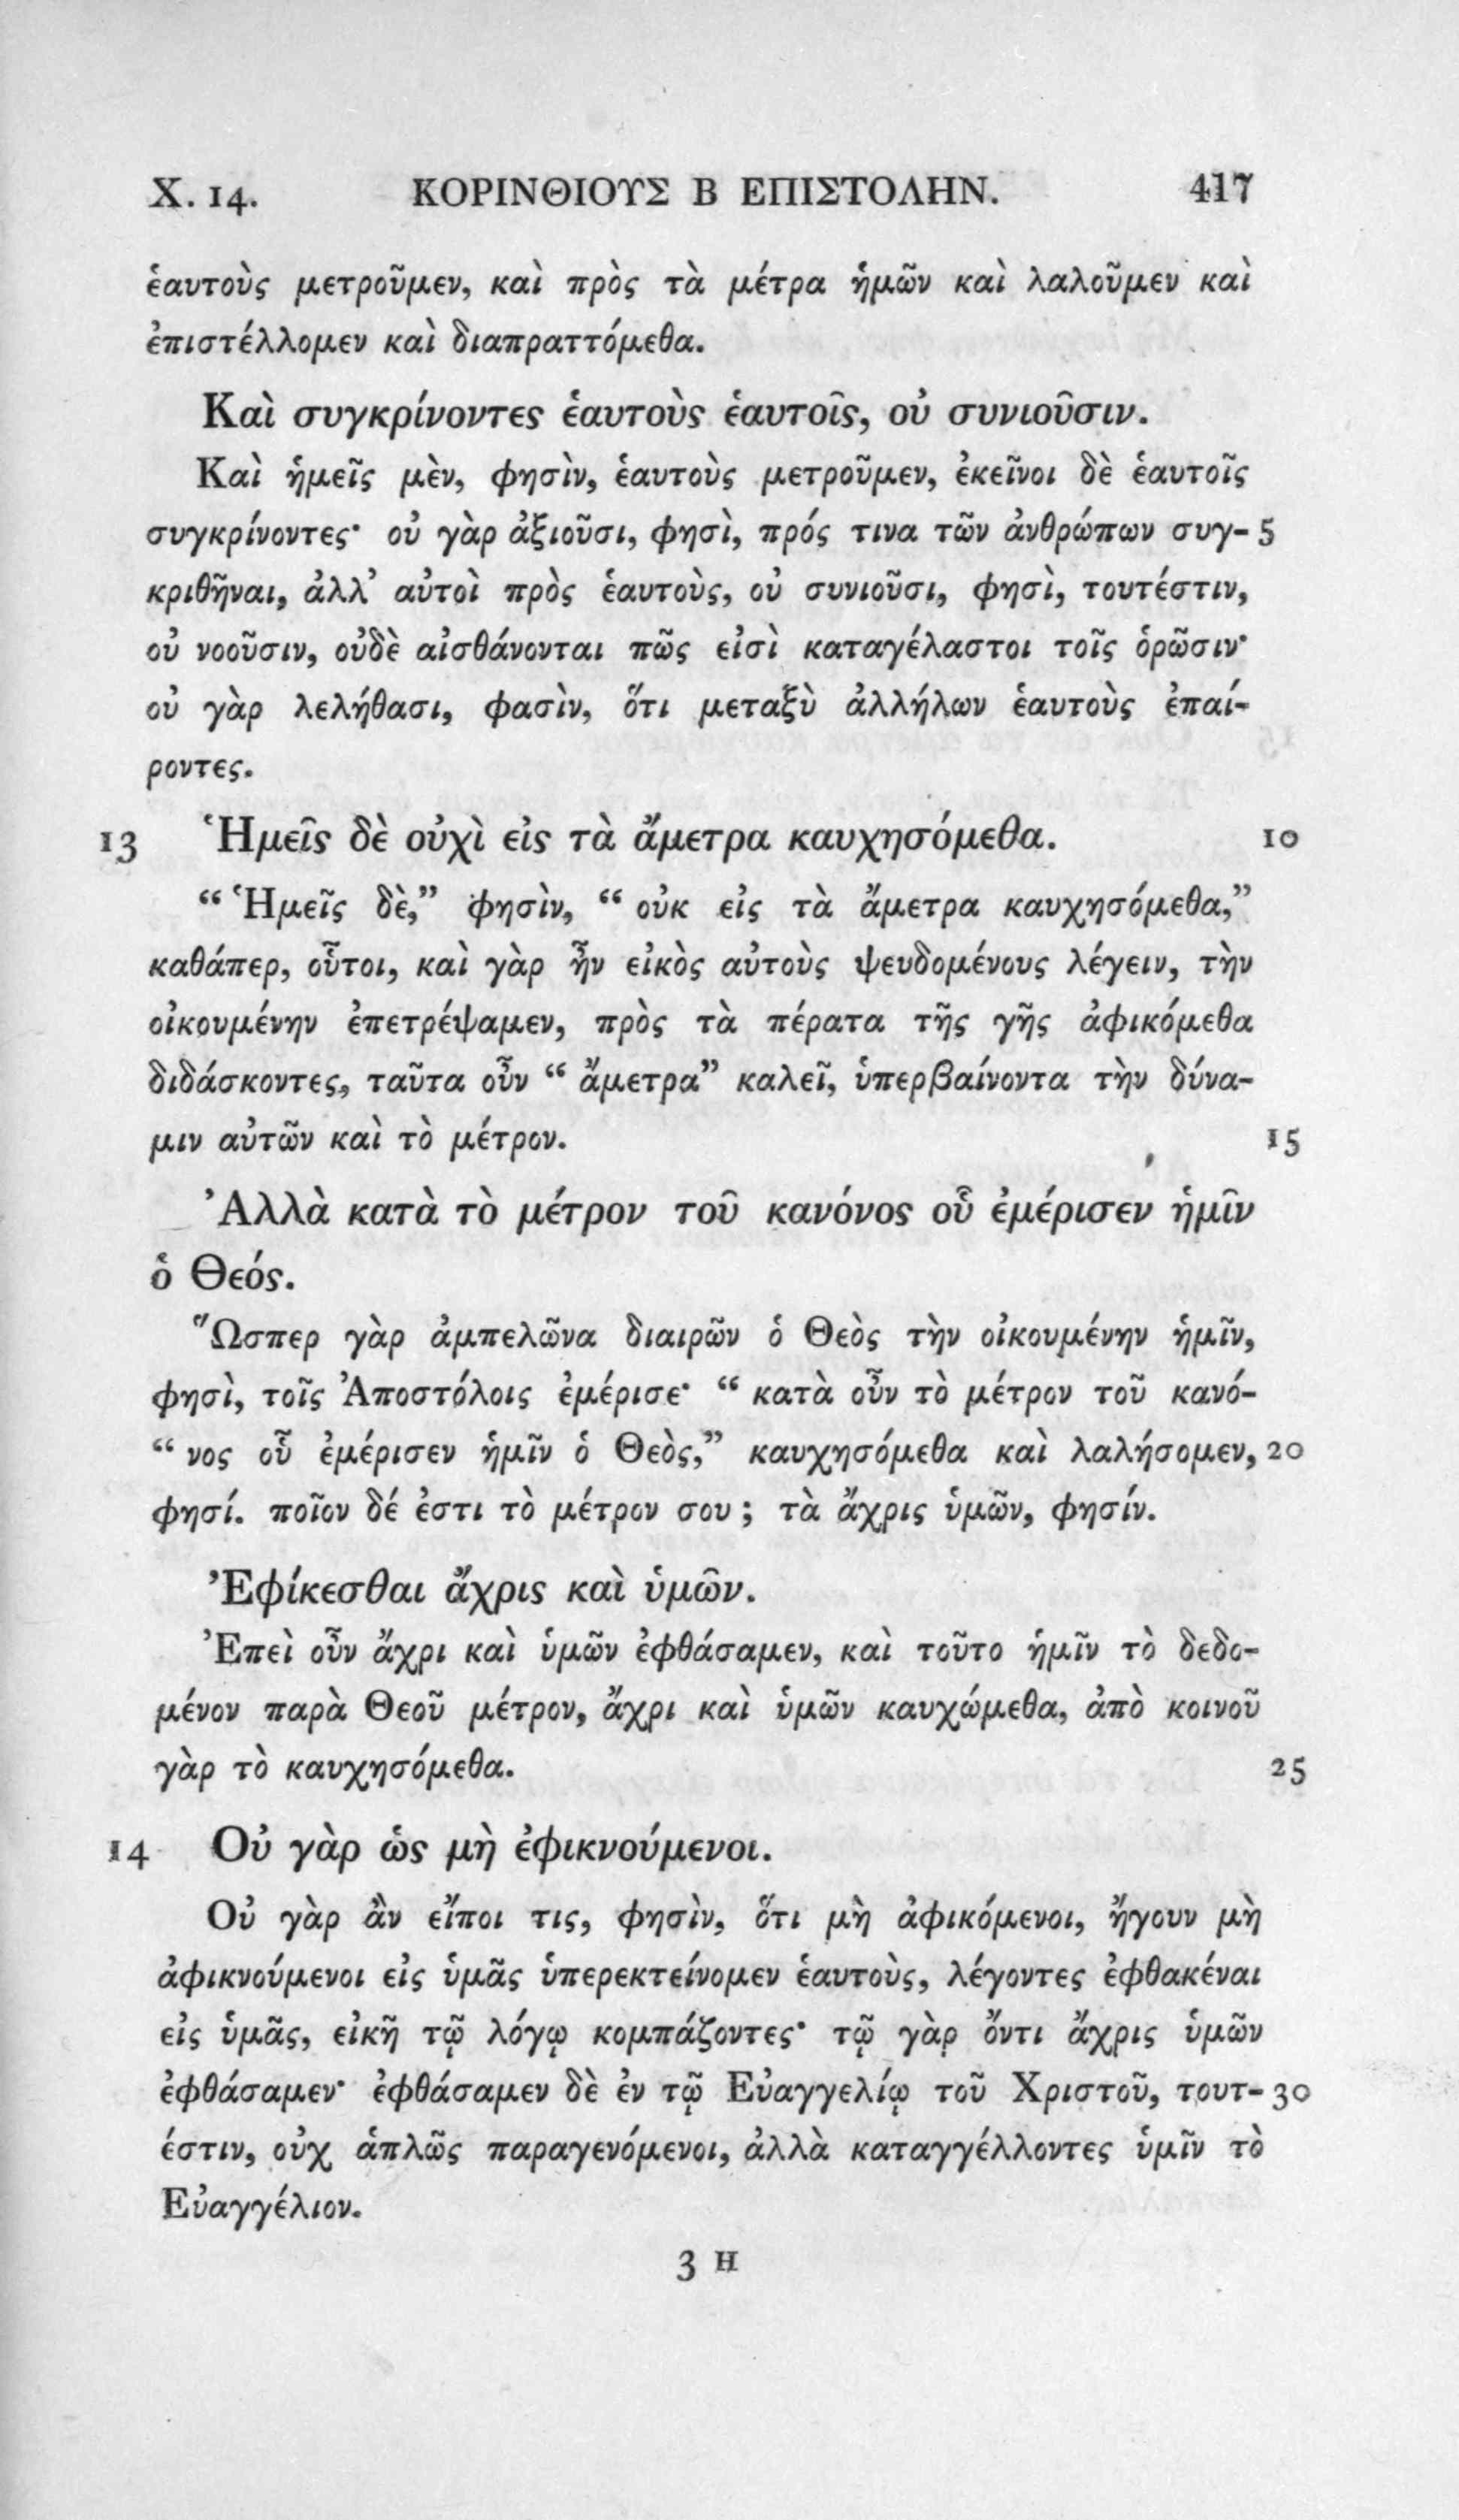 Χ. 14. ΚΟΡΙΝΘΙΟΥΣ Β ΕΠΙΣΤΟΛΗΝ. 417
ἑαυτοὺς μετροῦμεν, καὶ πρὸς τὰ μέτρα ἡμῶν καὶ λαλοῦμεν καὶ
ἐπιστέλλομεν καὶ διαπραττόμεθα.
Καὶ συγκρίνοντες ἑαυτοὺς ἑαυτοῖς, οὐ συνιοῦσιν.
Καὶ ἡμεῖς μὲν, φησὶν, ἑαυτοὺς μετροῦμεν, ἐκεῖνοι δὲ ἑαυτοῖς
συγκρίνοντες· οὐ γὰρ ἀξιοῦσι, φησὶ, πρός τινα τῶν ἀνθρώπων συγ- 5
κριθῆναι, ἀλλ’ αὐτοὶ πρὸς ἑαυτοὺς, οὐ συνιοῦσι, φησὶ, τουτέστιν,
οὐ νοοῦσιν, οὐδὲ αἰσθάνονται πῶς εἰσὶ καταγέλαστοι τοῖς ὁρῶσιν·
οὐ γὰρ λελήθασι, φασὶν, ὅτι μεταξὺ ἀλλήλων ἑαυτοὺς ἐπαί-
ροντες.
13 Ἡμεῖς δὲ οὐχὶ εἰς τὰ ἄμετρα καυχησόμεθα. 10
“ Ἡμεῖς δὲ,” φησὶν, “ οὐκ εἰς τὰ ἄμετρα καυχησόμεθα,”
καθάπερ, οὗτοι, καὶ γὰρ ἦν εἰκὸς αὐτοὺς ψευδομένους λέγειν, τὴν
οἰκουμένην ἐπετρέψαμεν, πρὸς τὰ πέρατα τῆς γῆς ἀφικόμεθα
διδάσκοντες, ταῦτα οὖν “ ἄμετρα” καλεῖ, ὑπερβαίνοντα τὴν δύνα-
μιν αὐτῶν καὶ τὸ μέτρον. 15
Ἀλλὰ κατὰ τὸ μέτρον τοῦ κανόνος οὗ ἐμέρισεν ἡμῖν
ὁ Θεός.
Ὥσπερ γὰρ ἀμπελῶνα διαιρῶν ὁ Θεὸς τὴν οἰκουμένην ἡμῖν,
φησὶ, τοῖς Ἀποστόλοις ἐμέρισε· “ κατὰ οὖν τὸ μέτρον τοῦ κανό-
“ νος οὗ ἐμέρισεν ἡμῖν ὁ Θεὸς,” καυχησόμεθα καὶ λαλήσομεν, 20
φησί. ποῖον δέ ἐστι τὸ μέτρον σου ; τὰ ἄχρις ὑμῶν, φησίν.
Ἐφίκεσθαι ἄχρις καὶ ὑμῶν.
Ἐπεὶ οὖν ἄχρι καὶ ὑμῶν ἐφθάσαμεν, καὶ τοῦτο ἡμῖν τὸ δεδο-
μένον παρὰ Θεοῦ μέτρον, ἄχρι καὶ ὑμῶν καυχώμεθα, ἀπὸ κοινοῦ
γὰρ τὸ καυχησόμεθα. 25
14 Οὐ γὰρ ὡς μὴ ἐφικνούμενοι.
Οὐ γὰρ ἂν εἴποι τις, φησὶν, ὅτι μὴ ἀφικόμενοι, ἤγουν μὴ
ἀφικνούμενοι εἰς ὑμᾶς ὑπερεκτείνομεν ἑαυτοὺς, λέγοντες ἐφθακέναι
εἰς ὑμᾶς, εἰκῆ τῷ λόγῳ κομπάζοντες· τῷ γὰρ ὄντι ἄχρις ὑμῶν
ἐφθάσαμεν· ἐφθάσαμεν δὲ ἐν τῷ Εὐαγγελίῳ τοῦ Χριστοῦ, τουτ- 30
έστιν, οὐχ ἁπλῶς παραγενόμενοι, ἀλλὰ καταγγέλλοντες ὑμῖν τὸ
Εὐαγγέλιον.
3 H